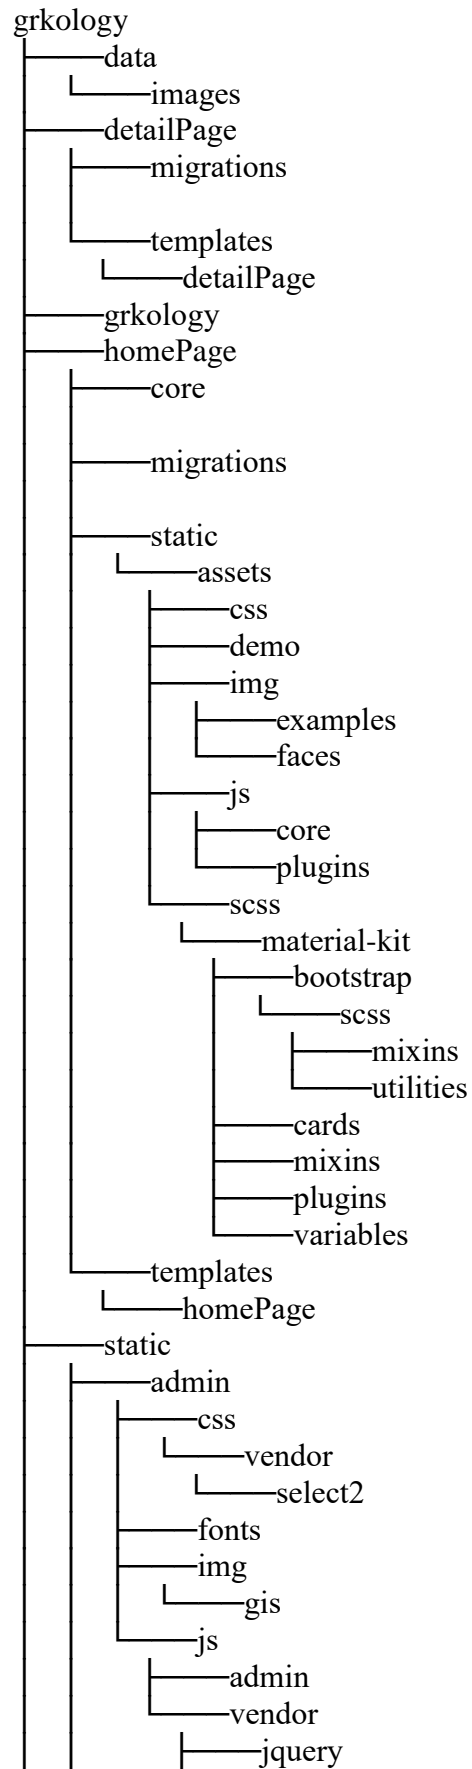 grkology
data
images
detailPage
migrations
templates
detailPage
grkology
homePage
core
migrations
static
assets
css
demo
img
examples
faces
js
core
plugins
scss
material-kit
bootstrap
scss
mixins
utilities
cards
mixins
plugins
variables
templates
homePage
static
admin
css
vendor
select2
fonts
img
gis
js
admin
vendor
jquery